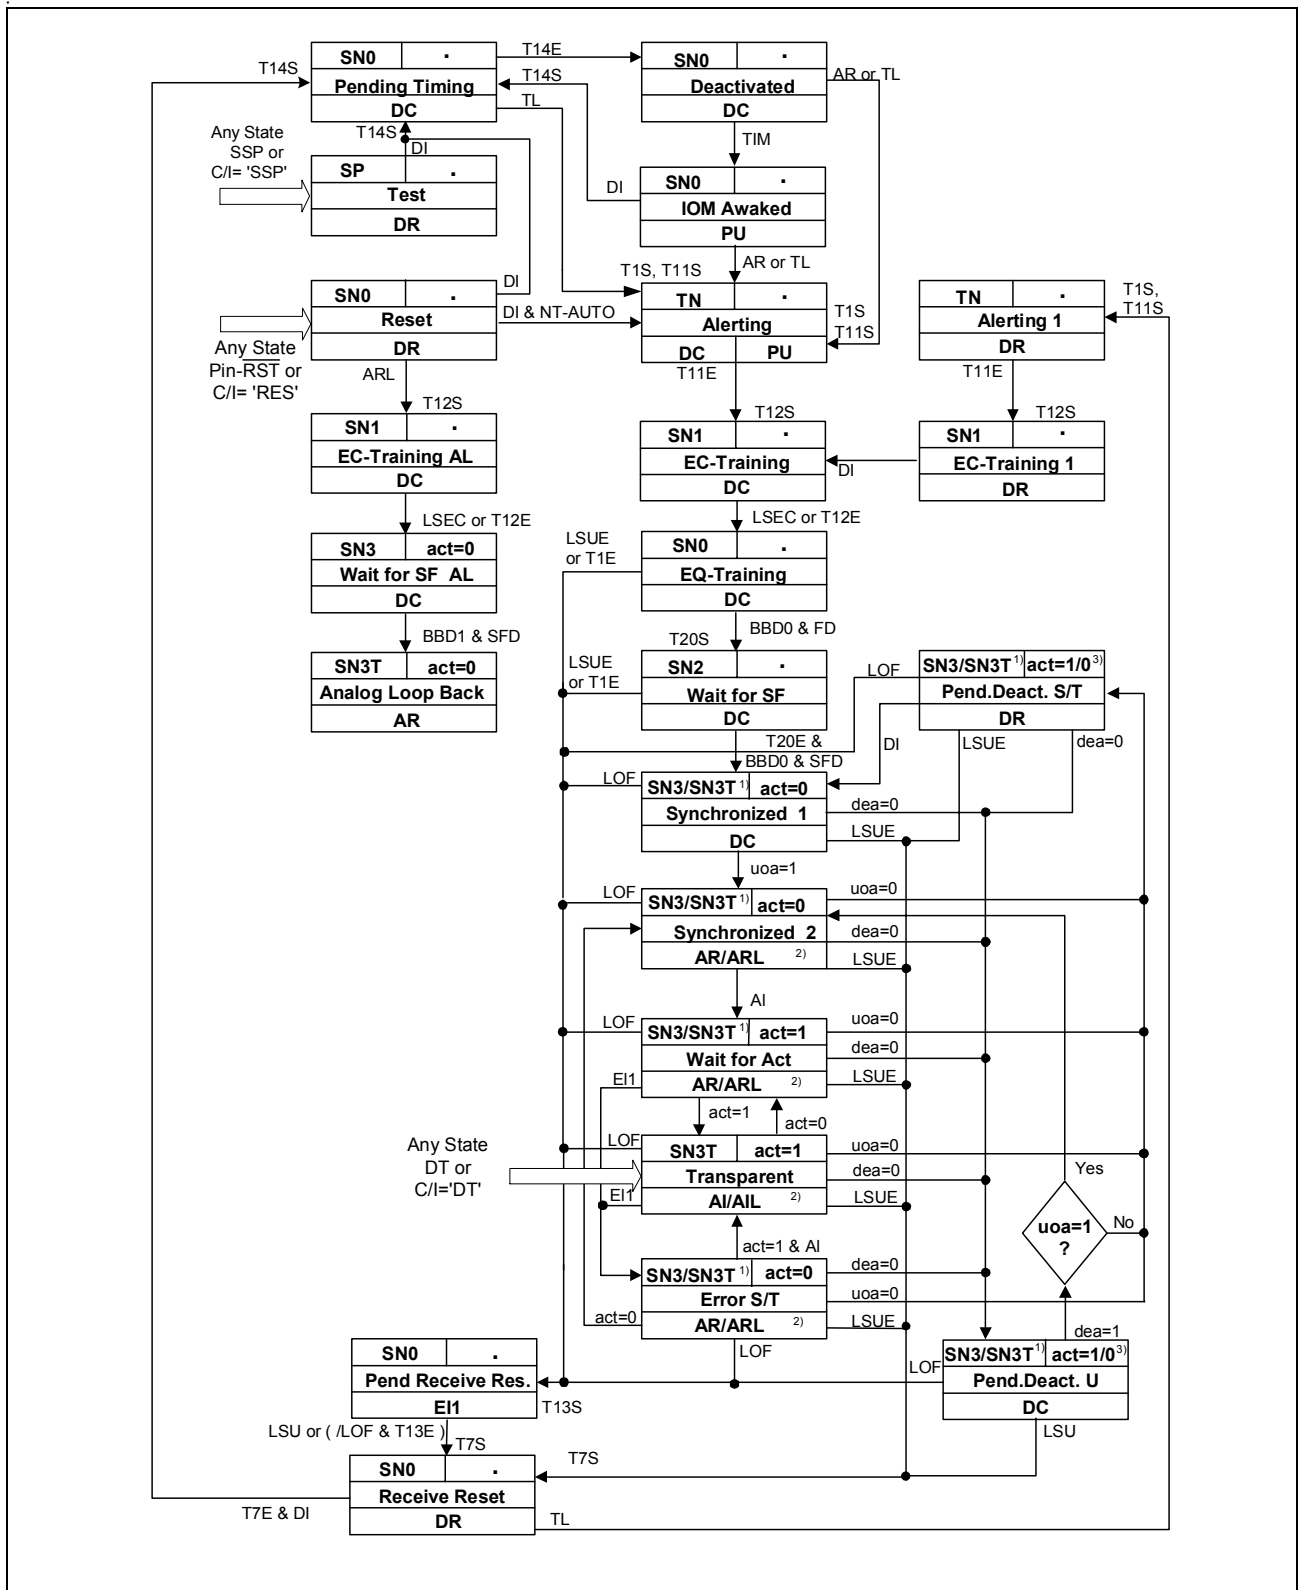 .
SN0 .
Pending Timing
DC
T14S
T14E
T14S
TL
SN0 .
Deactivated
DC
AR or TL
TIM
Any State
SSP or
C/I= 'SSP'
T14S
DI
SP .
Test
DR
SN0 .
IOM Awaked
PU
DI
AR or TL
T1S, T11S
DI
SN0 .
Reset
DR
DI & NT-AUTO
TN .
Alerting
DC PU
T1S
T11S
TN .
Alerting 1
DR
T1S,
T11S
Any State
Pin-RST or
C/I= 'RES'
ARL
T11E
T11E
T12S
T12S
T12S
SN1 .
EC-Training AL
DC
SN1 .
EC-Training
DC
DI
SN1 .
EC-Training 1
DR
LSEC or T12E
LSEC or T12E
SN3 act=0
Wait for SF AL
DC
LSUE
or T1E
SN0 .
EQ-Training
DC
BBD1 & SFD
BBD0 & FD
T20S
SN3T act=0
Analog Loop Back
AR
LSUE
or T1E
SN2 .
Wait for SF
DC
LOF
SN3/SN3T 1) act=1/0 3)
Pend.Deact. S/T
DR
T20E &
BBD0 & SFD
DI
LSUE
dea=0
LOF
SN3/SN3T 1) act=0
Synchronized 1
DC
dea=0
LSUE
uoa=1
LOF
SN3/SN3T 1) act=0
Synchronized 2
AR/ARL 2)
uoa=0
dea=0
LSUE
AI
LOF
SN3/SN3T 1) act=1
Wait for Act
AR/ARL 2)
uoa=0
dea=0
LSUE
EI1
act=1
act=0
Any State
DT or
C/I='DT'
LOF
SN3T act=1
Transparent
AI/AIL 2)
uoa=0
dea=0
LSUE
EI1
Yes
uoa=1
?
No
act=1 & AI
SN3/SN3T 1) act=0
Error S/T
AR/ARL 2)
dea=0
uoa=0
LSUE
act=0
LOF
dea=1
SN3/SN3T 1) act=1/0 3)
Pend.Deact. U
DC
LOF
LSU
SN0 .
Pend Receive Res.
EI1
T13S
LSU or ( /LOF & T13E )
T7S
T7S
SN0 .
Receive Reset
DR
T7E & DI
TL